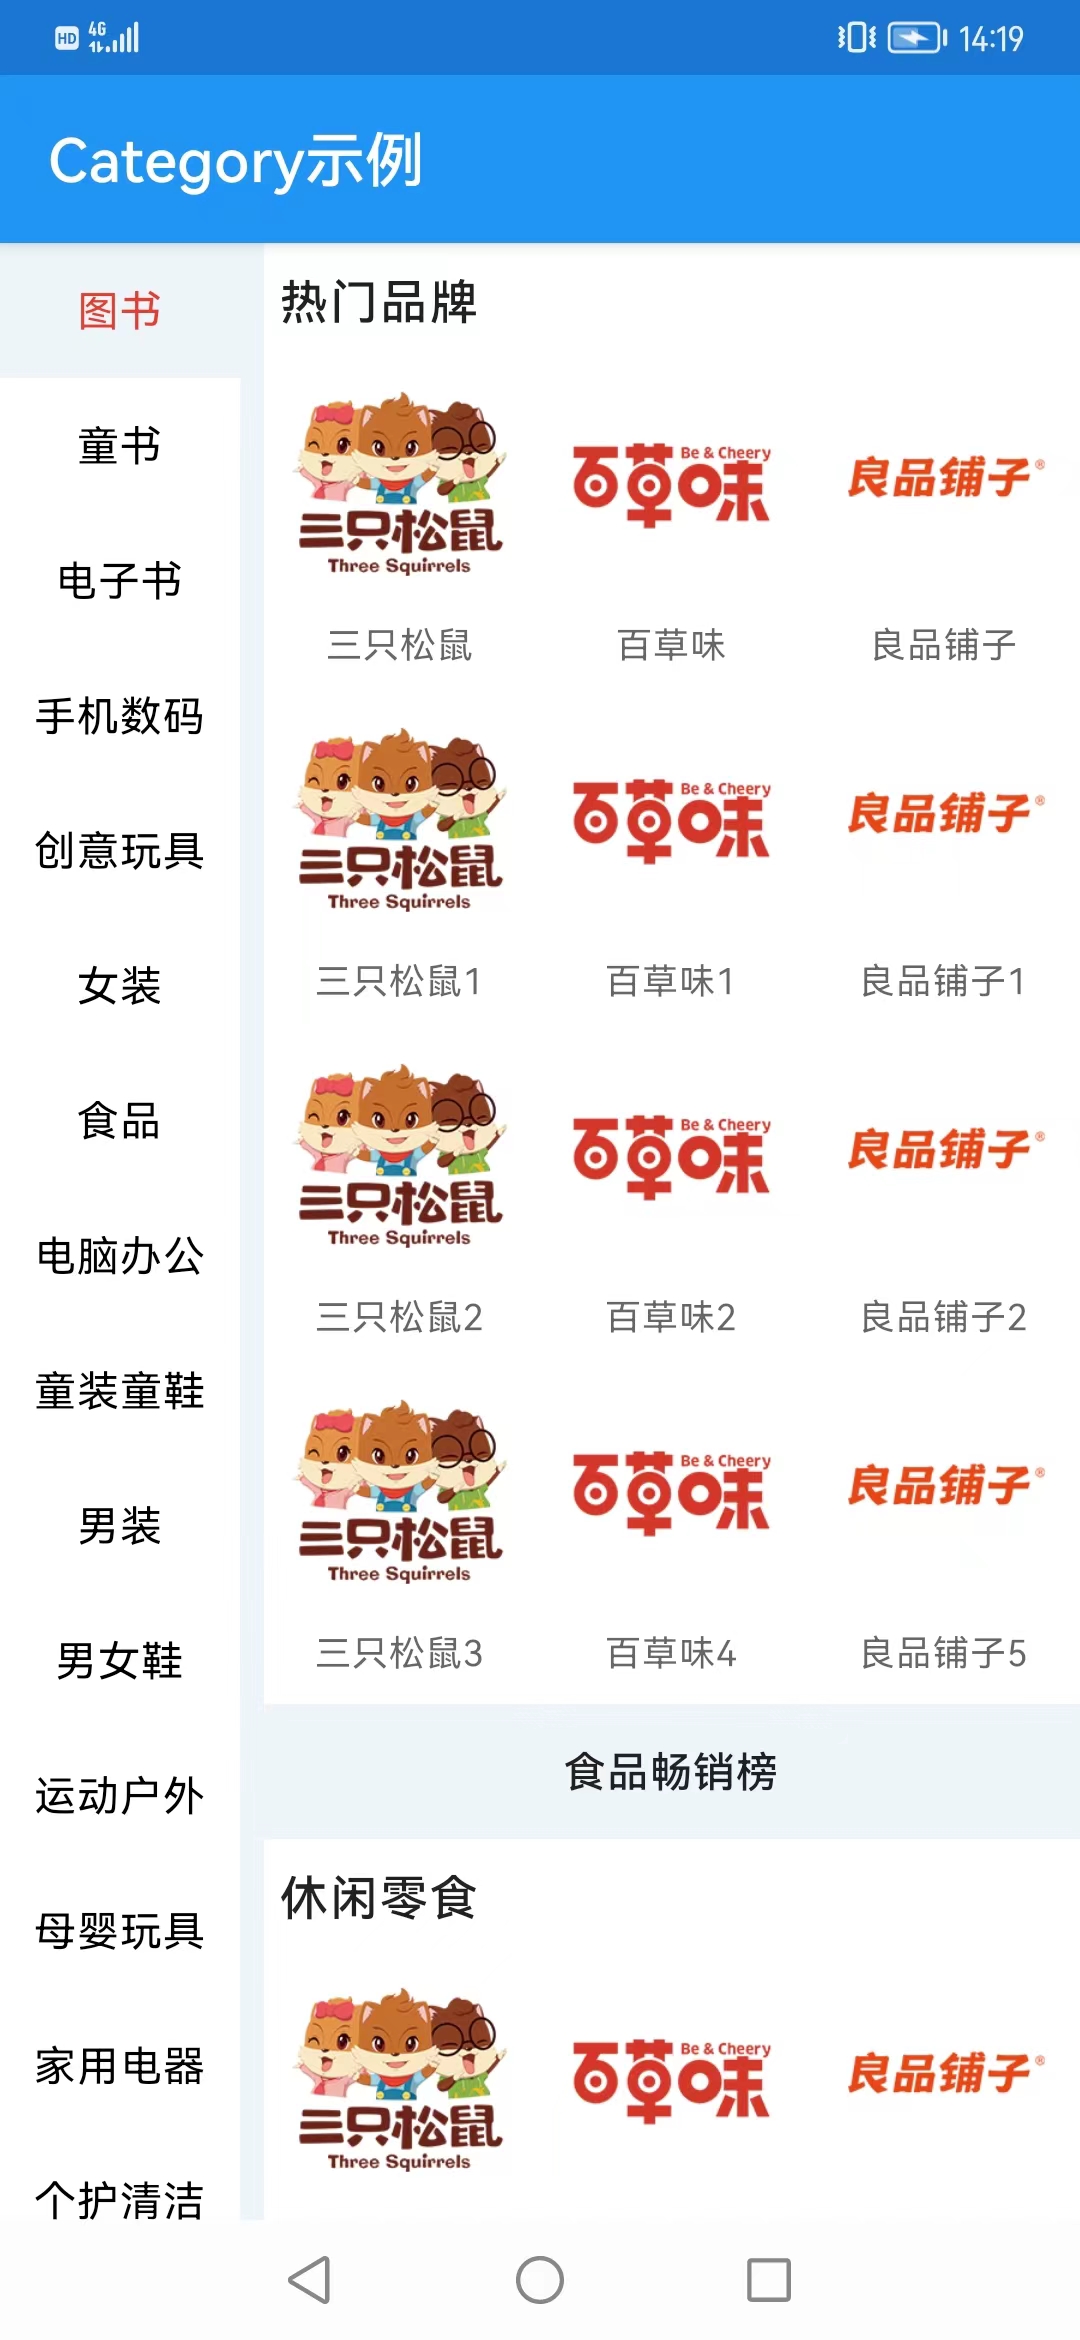 HD 4G 14:19
Category示例
图书
童书
电子书
手机数码
创意玩具
女装
食品
电脑办公
童装童鞋
男装
男女鞋
运动户外
母婴玩具
家用电器
个护清洁
热门品牌
三只松鼠
Three Squirrels
Be & Cheery
百草味
良品铺子®
三只松鼠 百草味 良品铺子
三只松鼠
Three Squirrels
Be & Cheery
百草味
良品铺子®
三只松鼠1 百草味1 良品铺子1
三只松鼠
Three Squirrels
Be & Cheery
百草味
良品铺子®
三只松鼠2 百草味2 良品铺子2
三只松鼠
Three Squirrels
Be & Cheery
百草味
良品铺子®
三只松鼠3 百草味4 良品铺子5
食品畅销榜
休闲零食
三只松鼠
Three Squirrels
Be & Cheery
百草味
良品铺子®